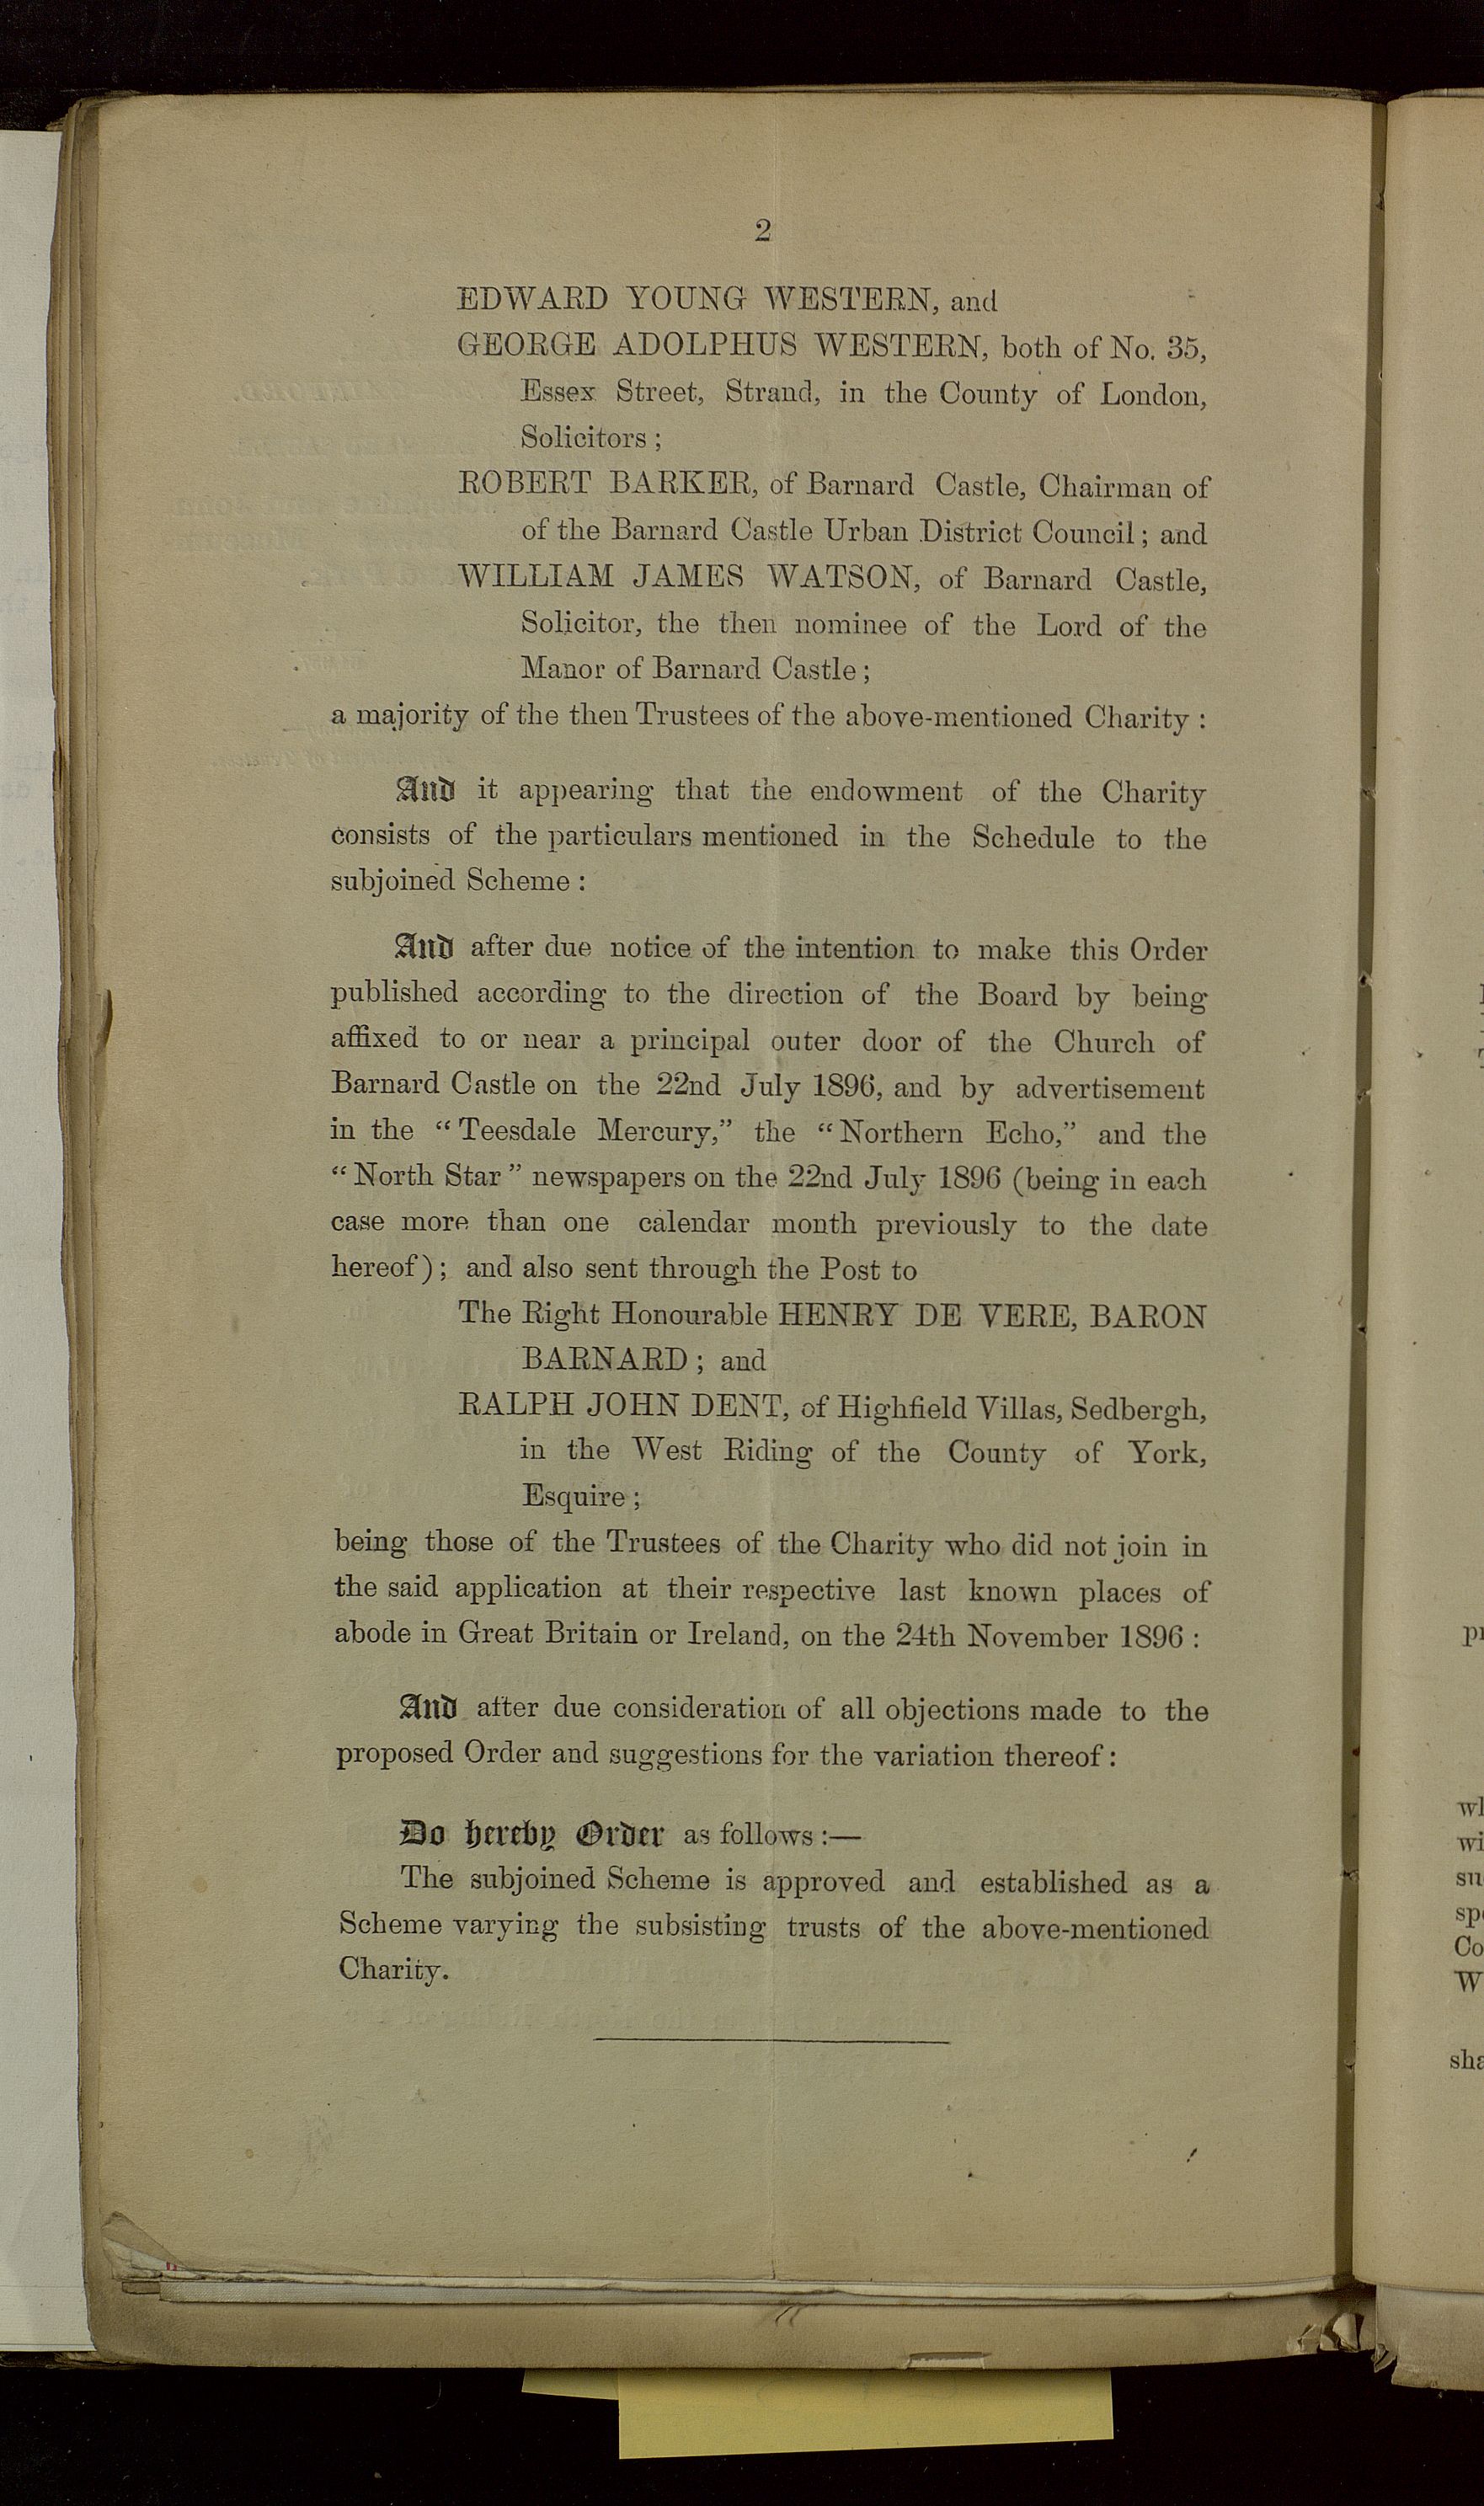 2
EDWARD YOUNG WESTERN, and
GEORGE ADOLPHUS WESTERN, both of No. 35,
Essex Street, Strand, in the County of London,
Solicitors;
ROBERT BARKER, of Barnard Castle, Chairman of
of the Barnard Castle Urban District Council; and
WILLIAM JAMES WATSON, of Barnard Castle,
Solicitor, the then nominee of the Lord of the
Manor of Barnard Castle;
a majority of the then Trustees of the above-mentioned Charity:
And it appearing that the endowment of the Charity
consists of the particulars mentioned in the Schedule to the
subjoined Scheme:
And after due notice of the intention to make this Order
published according to the direction of the Board by being
affixed to or near a principal outer door of the Church of
Barnard Castle on the 22nd July 1896, and by advertisement
in the “Teesdale Mercury,” the “Northern Echo,” and the
“North Star” newspapers on the 22nd July 1896 (being in each
case more than one calendar month previously to the date
hereof); and also sent through the Post to
The Right Honourable HENRY DE VERE, BARON
BARNARD; and
RALPH JOHN DENT, of Highfield Villas, Sedbergh,
in the West Riding of the County of York,
Esquire;
being those of the Trustees of the Charity who did not join in
the said application at their respective last known places of
abode in Great Britain or Ireland, on the 24th November 1896:
And after due consideration of all objections made to the
proposed Order and suggestions for the variation thereof:
Do hereby Order as follows:—
The subjoined Scheme is approved and established as a
Scheme varying the subsisting trusts of the above-mentioned
Charity.